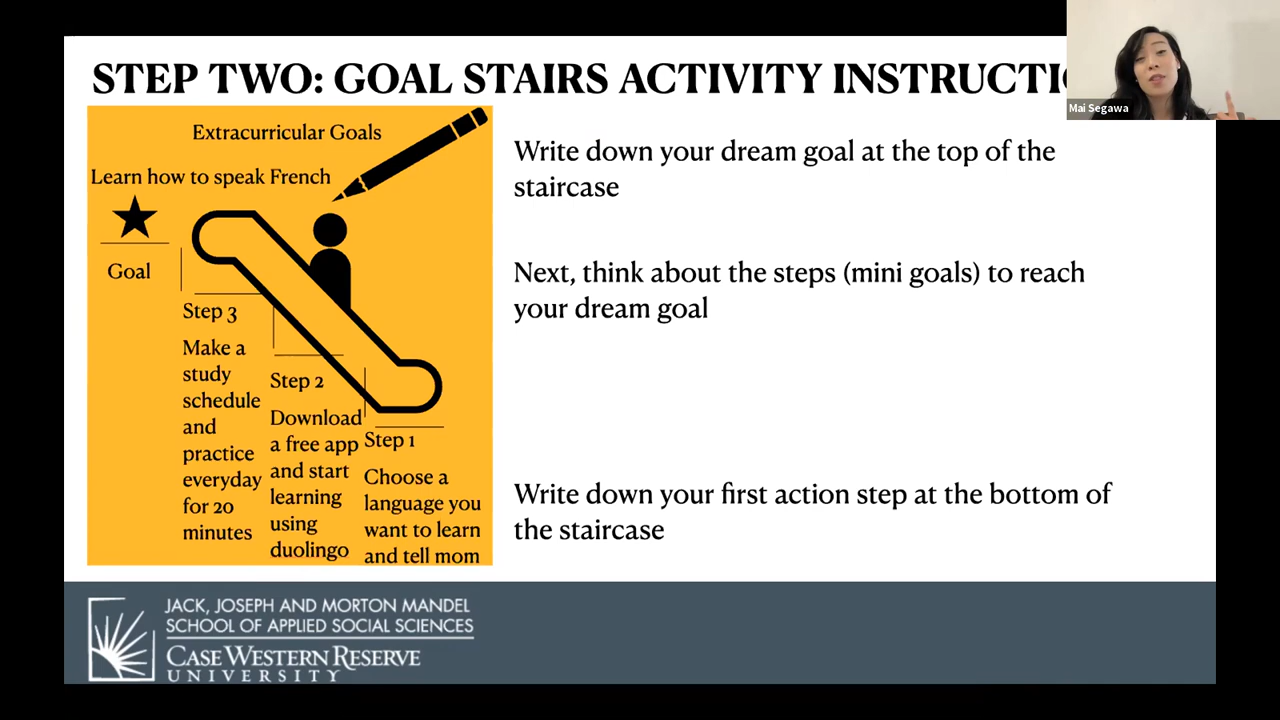 STEP TWO: GOAL STAIRS ACTIVITY INSTRUCTI
Mai Segawa
Extracurricular Goals
Learn how to speak French
Goal
Step 3
Make a
study
schedule
and
practice
everyday
for 20
minutes
Step 2
Download
a free app
and start
learning
using
duolingo
Step 1
Choose a
language you
want to learn
and tell mom
Write down your dream goal at the top of the
staircase
Next, think about the steps (mini goals) to reach
your dream goal
Write down your first action step at the bottom of
the staircase
JACK, JOSEPH AND MORTON MANDEL
SCHOOL OF APPLIED SOCIAL SCIENCES
CASE WESTERN RESERVE
UNIVERSITY